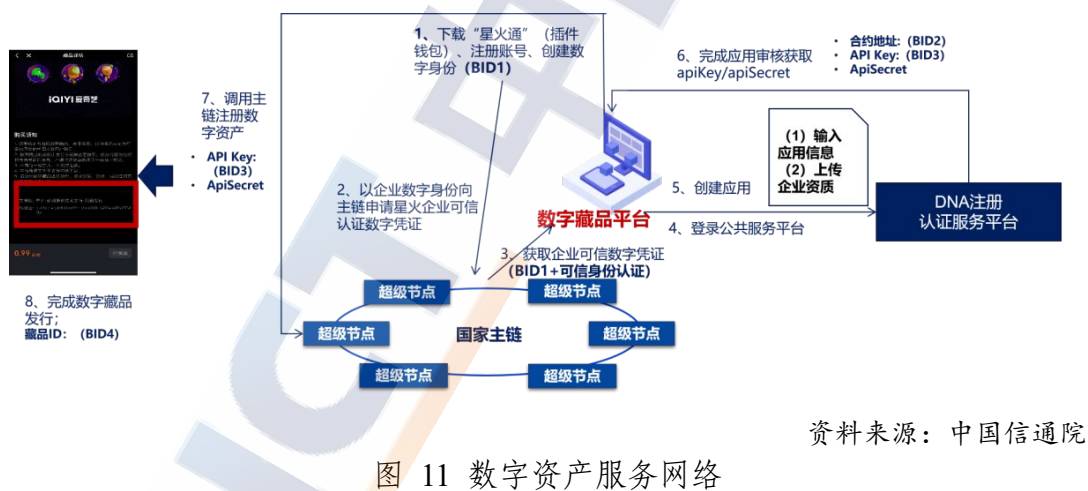 藏品详情
iQIYI 爱奇艺
购买须知
0.99
7、调用主
链注册数
字资产
• API Key:
（BID3）
• ApiSecret
8、完成数字藏品
发行；
藏品ID：（BID4）
1、下载“星火通”（插件
钱包）、注册账号、创建数
字身份（BID1）
2、以企业数字身份向
主链申请星火企业可信
认证数字凭证
数字藏品平台
3、获取企业可信数字凭证
（BID1+可信身份认证）
6、完成应用审核获取
apiKey/apiSecret
• 合约地址:（BID2）
• API Key:（BID3）
• ApiSecret
（1）输入
应用信息
（2）上传
企业资质
5、创建应用
4、登录公共服务平台
DNA注册
认证服务平台
超级节点
超级节点
超级节点
国家主链
超级节点
超级节点
超级节点
资料来源：中国信通院
图 11 数字资产服务网络